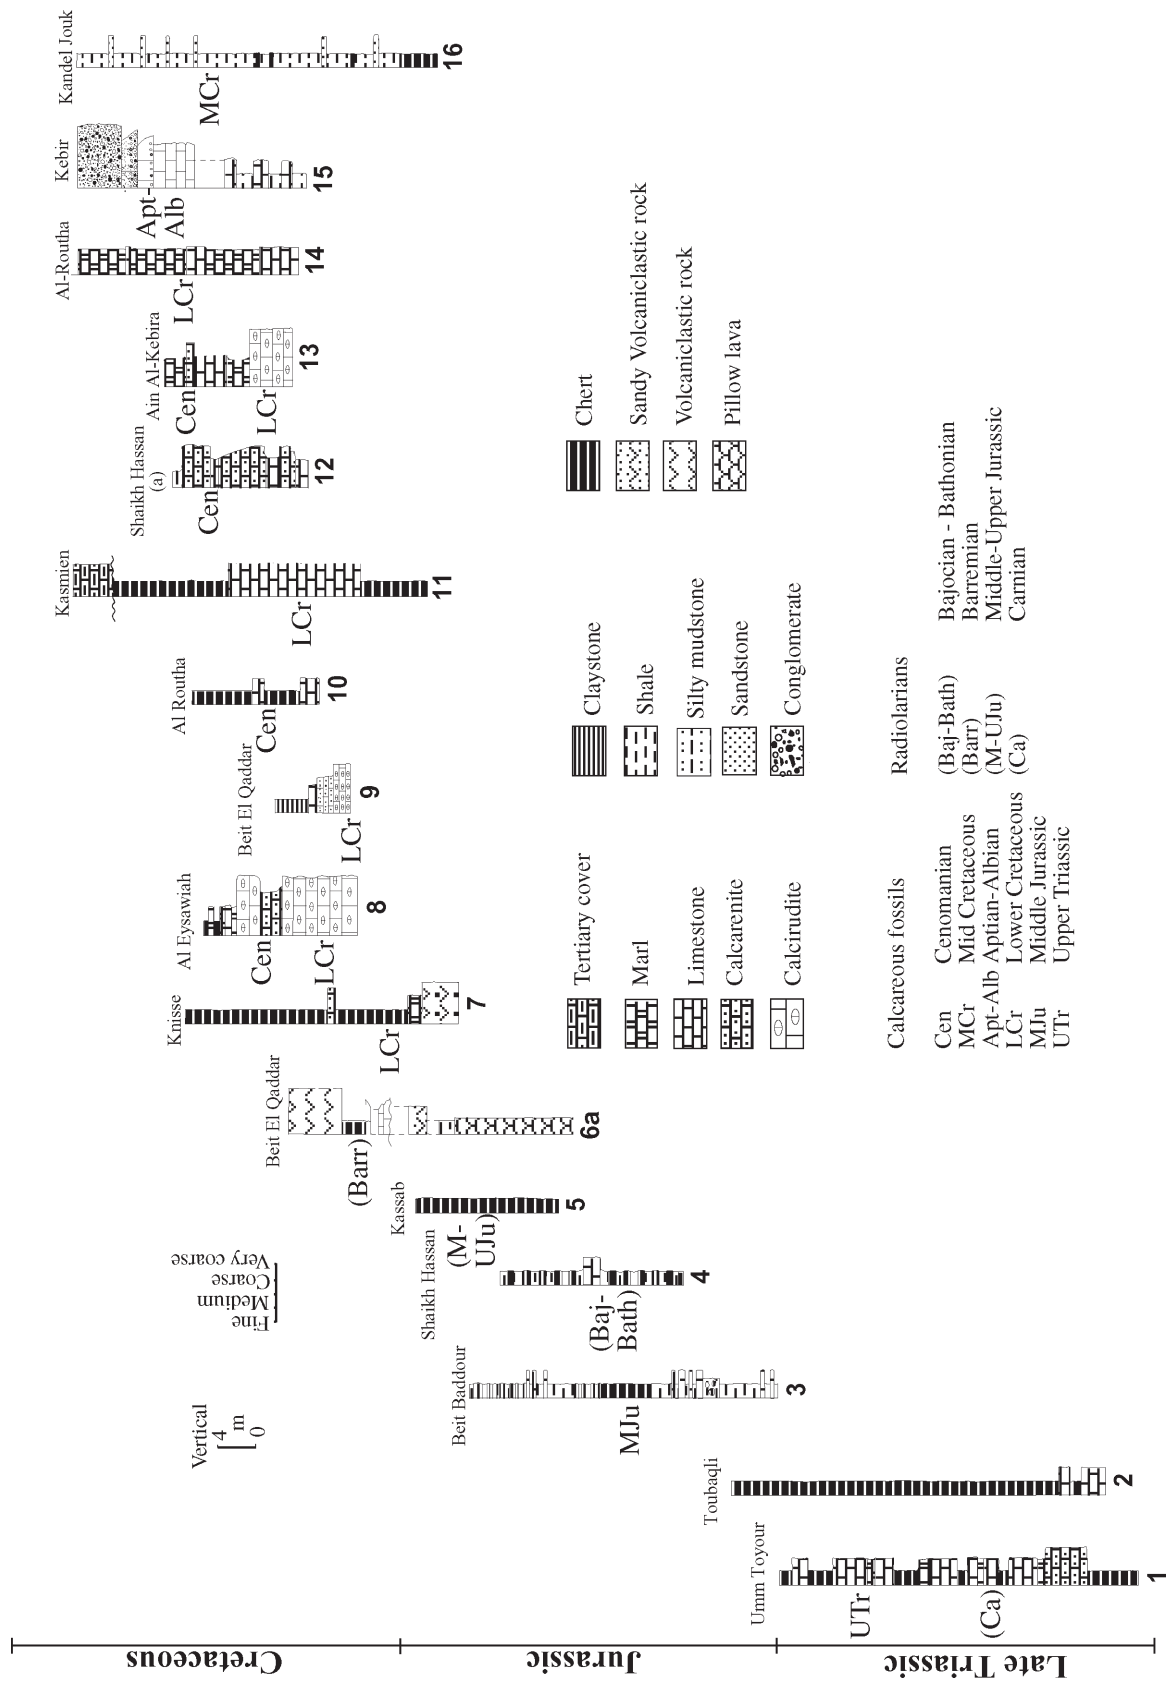 Kandel Jouk
MCr
16
Kebir
Apt-
Alb
15
Al-Routha
LCr
14
Ain Al-Kebira
Cen
LCr
13
Shaikh Hassan
(a)
Cen
12
Kasmien
LCr
11
Al Routha
Cen
10
Beit El Qaddar
LCr
9
Al Eysawiah
Cen
LCr
8
Knisse
LCr
7
Beit El Qaddar
(Barr)
6a
Kassab
(M-
UJu)
5
Shaikh Hassan
(Baj-
Bath)
4
Beit Baddour
MJu
3
Toubaqli
2
Umm Toyour
UTr
(Ca)
1
Very coarse
Coarse
Medium
Fine
Vertical
4
m
0
Cretaceous
Jurassic
Late Triassic
Tertiary cover
Marl
Limestone
Calcarenite
Calcirudite
Claystone
Shale
Silty mudstone
Sandstone
Conglomerate
Chert
Sandy Volcaniclastic rock
Volcaniclastic rock
Pillow lava
Calcareous fossils
Cen Cenomanian
MCr Mid Cretaceous
Apt-Alb Aptian-Albian
LCr Lower Cretaceous
MJu Middle Jurassic
UTr Upper Triassic
Radiolarians
(Baj-Bath) Bajocian - Bathonian
(Barr) Barremian
(M-UJu) Middle-Upper Jurassic
(Ca) Carnian